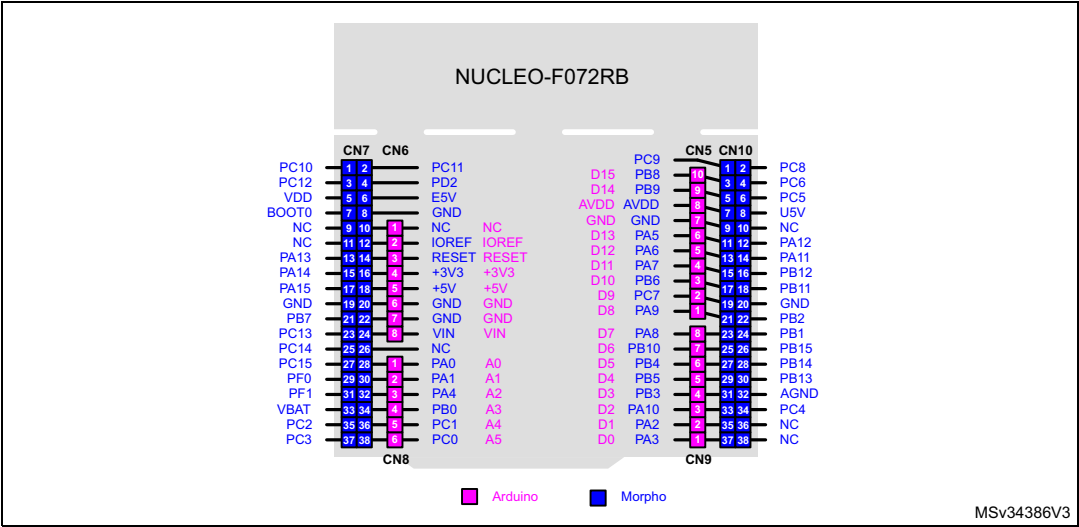 NUCLEO-F072RB
CN7 CN6 CN5 CN10
PC9
PC10 1 2 PC11 D15 PB8 10 1 2 PC8
PC12 3 4 PD2 D14 PB9 9 3 4 PC6
VDD 5 6 E5V AVDD AVDD 8 5 6 PC5
BOOT0 7 8 GND GND GND 7 7 8 U5V
NC 9 10 1 NC NC D13 PA5 6 9 10 NC
NC 11 12 2 IOREF IOREF D12 PA6 5 11 12 PA12
PA13 13 14 3 RESET RESET D11 PA7 4 13 14 PA11
PA14 15 16 4 +3V3 +3V3 D10 PB6 3 15 16 PB12
PA15 17 18 5 +5V +5V D9 PC7 2 17 18 PB11
GND 19 20 6 GND GND D8 PA9 1 19 20 GND
PB7 21 22 7 GND GND 21 22 PB2
PC13 23 24 8 VIN VIN D7 PA8 8 23 24 PB1
PC14 25 26 NC D6 PB10 7 25 26 PB15
PC15 27 28 1 PA0 A0 D5 PB4 6 27 28 PB14
PF0 29 30 2 PA1 A1 D4 PB5 5 29 30 PB13
PF1 31 32 3 PA4 A2 D3 PB3 4 31 32 AGND
VBAT 33 34 4 PB0 A3 D2 PA10 3 33 34 PC4
PC2 35 36 5 PC1 A4 D1 PA2 2 35 36 NC
PC3 37 38 6 PC0 A5 D0 PA3 1 37 38 NC
CN8 CN9
Arduino Morpho
MSv34386V3